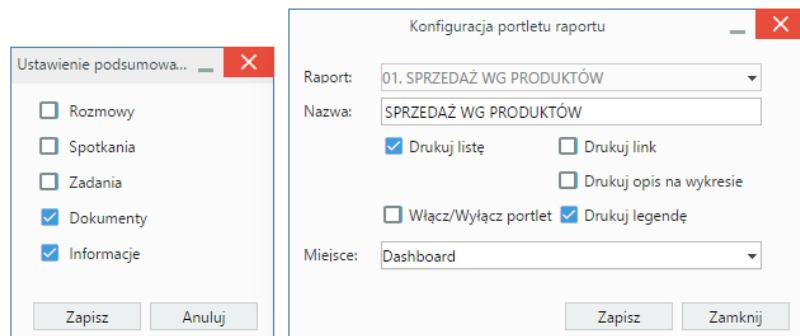 Ustawienie podsumowa...
Rozmowy
Spotkania
Zadania
Dokumenty
Informacje
Zapisz Anuluj
Konfiguracja portletu raportu
Raport: 01. SPRZEDAŻ WG PRODUKTÓW
Nazwa: SPRZEDAŻ WG PRODUKTÓW
Drukuj listę Drukuj link
Drukuj opis na wykresie
Włącz/Wyłącz portlet Drukuj legendę
Miejsce: Dashboard
Zapisz Zamknij